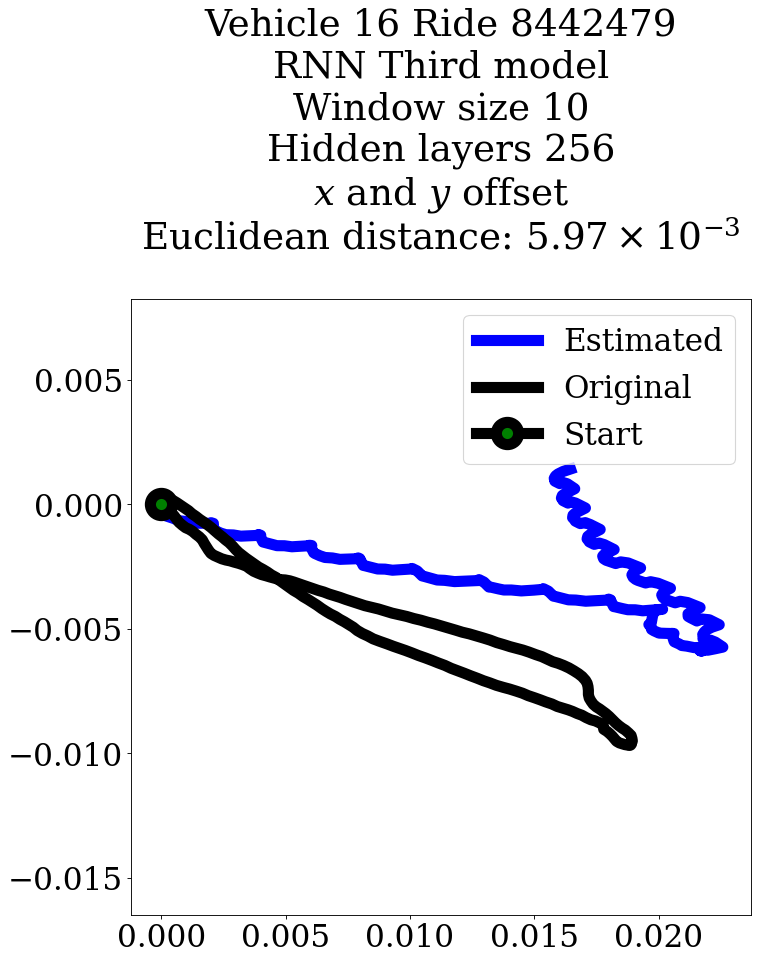 Vehicle 16 Ride 8442479
RNN Third model
Window size 10
Hidden layers 256
x and y offset
Euclidean distance: 5.97 × 10⁻³
Estimated
Original
Start
0.005
0.000
−0.005
−0.010
−0.015
0.000 0.005 0.010 0.015 0.020